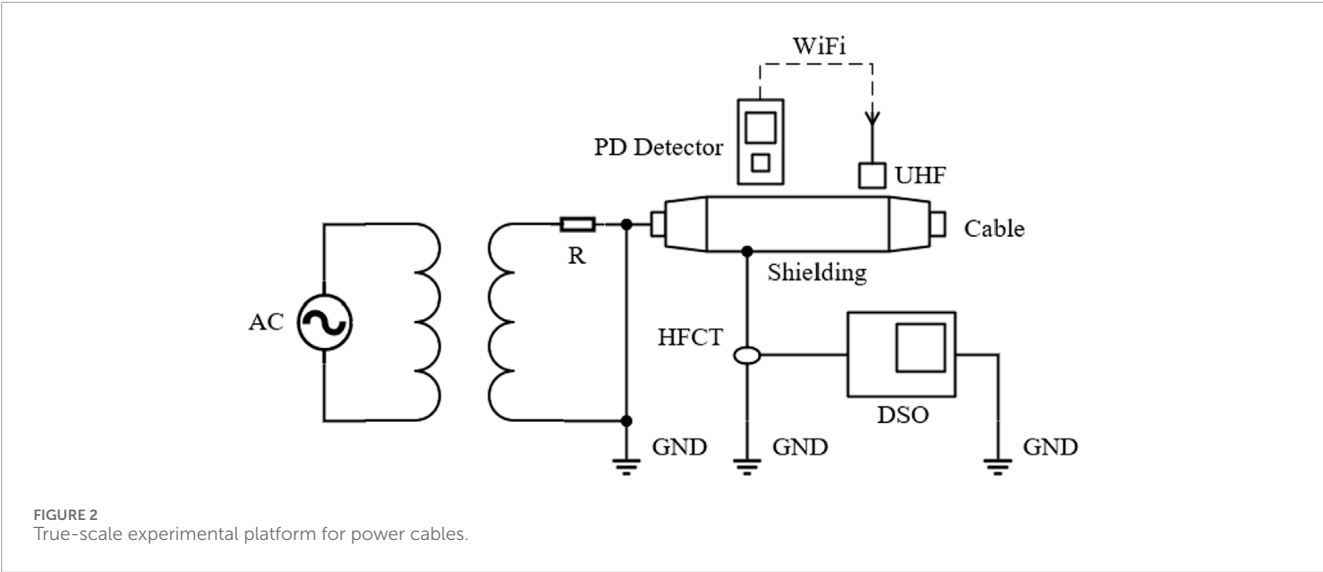 WiFi
PD Detector
UHF
R
Cable
Shielding
AC
HFCT
DSO
GND
GND
GND
FIGURE 2
True-scale experimental platform for power cables.